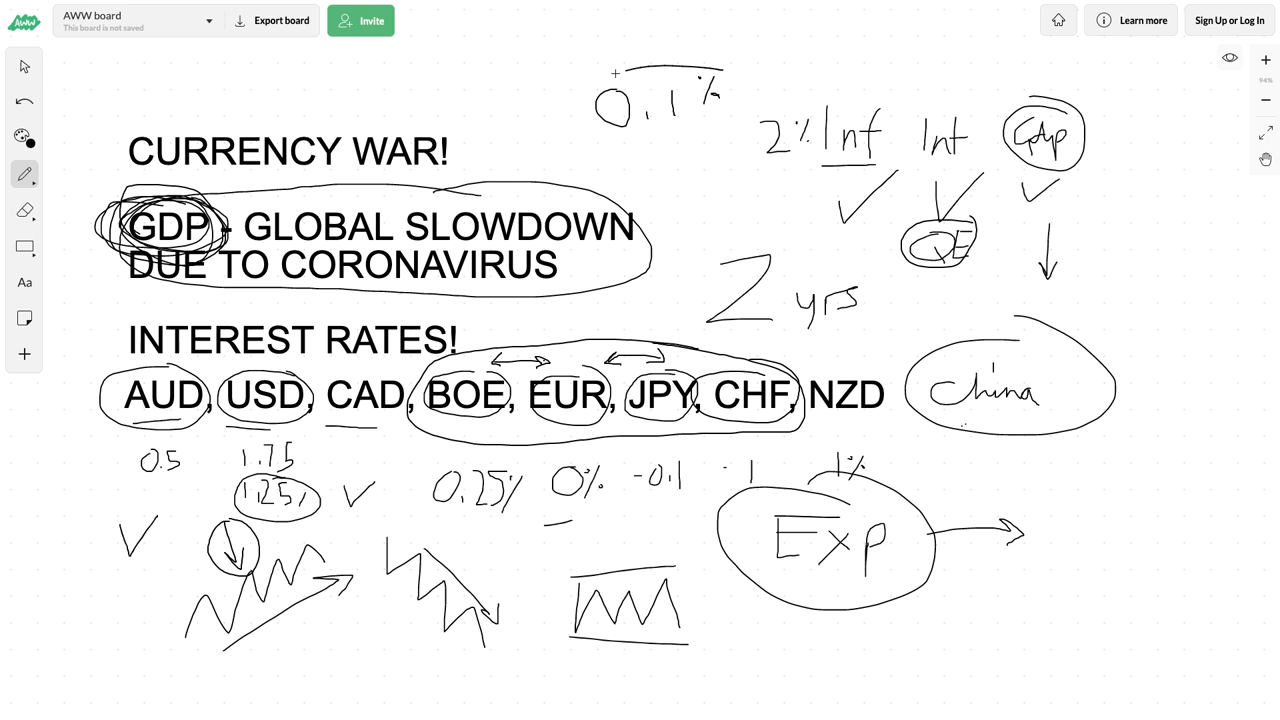 AWW
AWW board
This board is not saved
Export board
Invite
Learn more
Sign Up or Log In
94%
Aa
0.1%
2% Inf Int Gdp
CURRENCY WAR!
GDP - GLOBAL SLOWDOWN
DUE TO CORONAVIRUS
QE
2 yrs
INTEREST RATES!
AUD, USD, CAD, BOE, EUR, JPY, CHF, NZD
China
0.5 1.75 0.25% 0% -0.1 -1 1%
1.25%
Exp